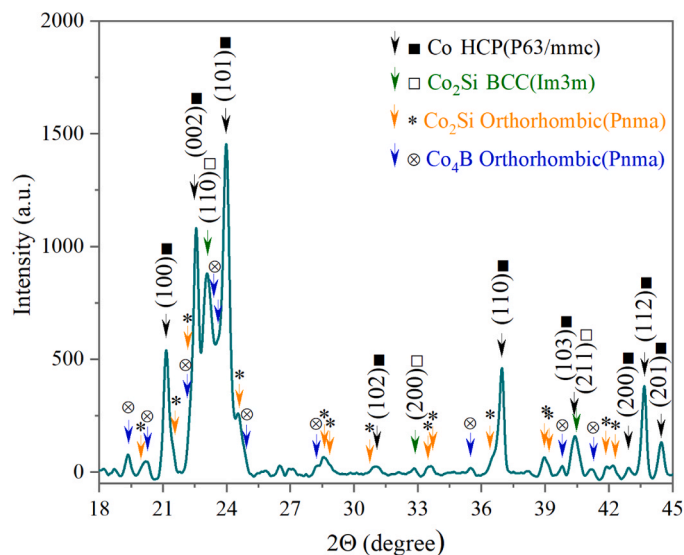 2000
1500
1000
500
0
Intensity (a.u.)
18 21 24 27 30 33 36 39 42 45
2Θ (degree)
■ Co HCP(P63/mmc)
□ Co₂Si BCC(Im3m)
* Co₂Si Orthorhombic(Pnma)
⊗ Co₄B Orthorhombic(Pnma)
(100)■
(002)■
(110)□
(101)■
(102)■
(200)□
(110)■
(103)■
(211)□
(200)■
(112)■
(201)■